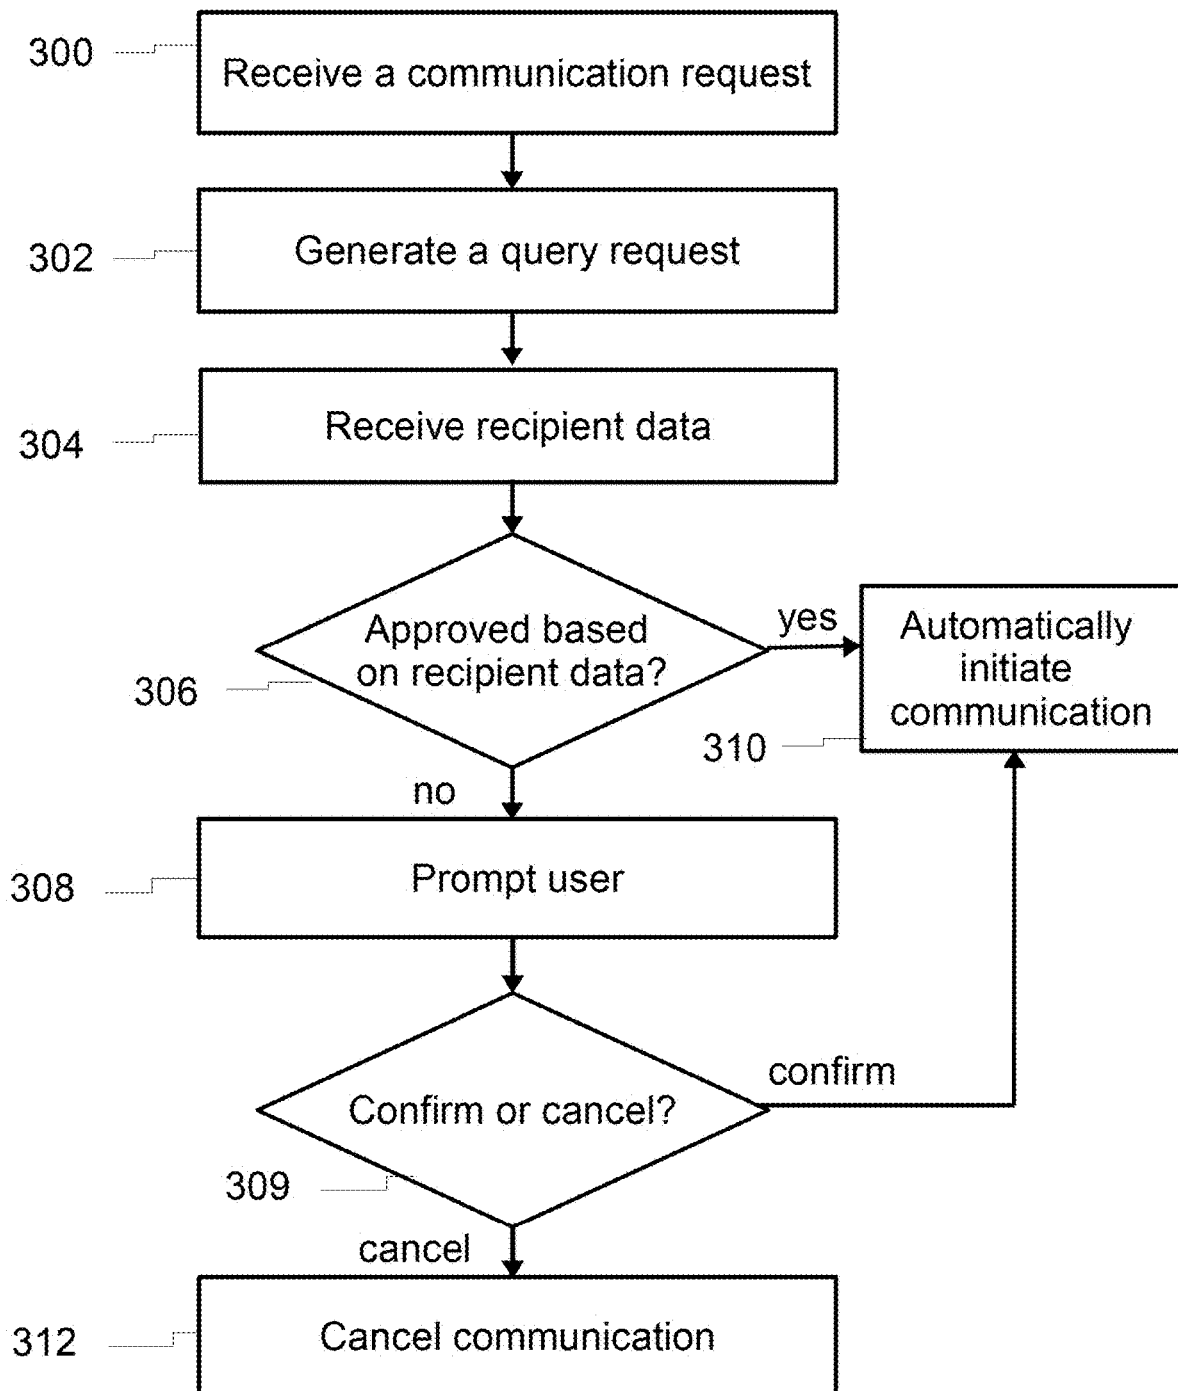 300
Receive a communication request
302
Generate a query request
304
Receive recipient data
306
Approved based
on recipient data?
yes
310
Automatically
initiate
communication
no
308
Prompt user
309
Confirm or cancel?
confirm
cancel
312
Cancel communication